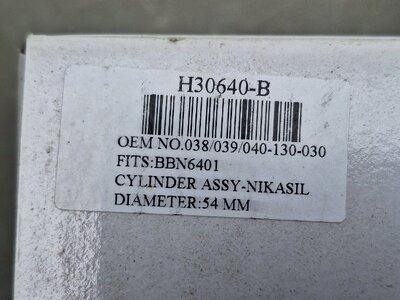 H30640-B
OEM NO.038/039/040-130-030
FITS:BBN6401
CYLINDER ASSY-NIKASIL
DIAMETER:54 MM